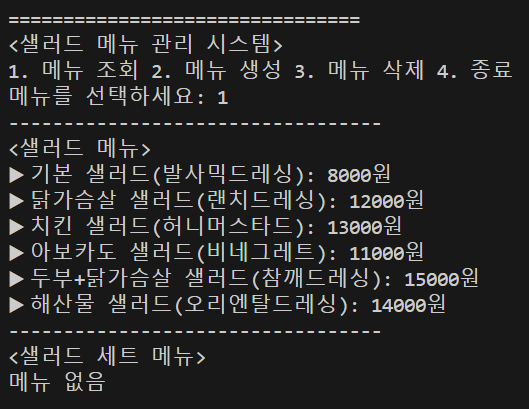 ================================
<샐러드 메뉴 관리 시스템>
1. 메뉴 조회 2. 메뉴 생성 3. 메뉴 삭제 4. 종료
메뉴를 선택하세요: 1
----------------------------------
<샐러드 메뉴>
▶ 기본 샐러드(발사믹드레싱): 8000원
▶ 닭가슴살 샐러드(랜치드레싱): 12000원
▶ 치킨 샐러드(허니머스타드): 13000원
▶ 아보카도 샐러드(비네그레트): 11000원
▶ 두부+닭가슴살 샐러드(참깨드레싱): 15000원
▶ 해산물 샐러드(오리엔탈드레싱): 14000원
----------------------------------
<샐러드 세트 메뉴>
메뉴 없음